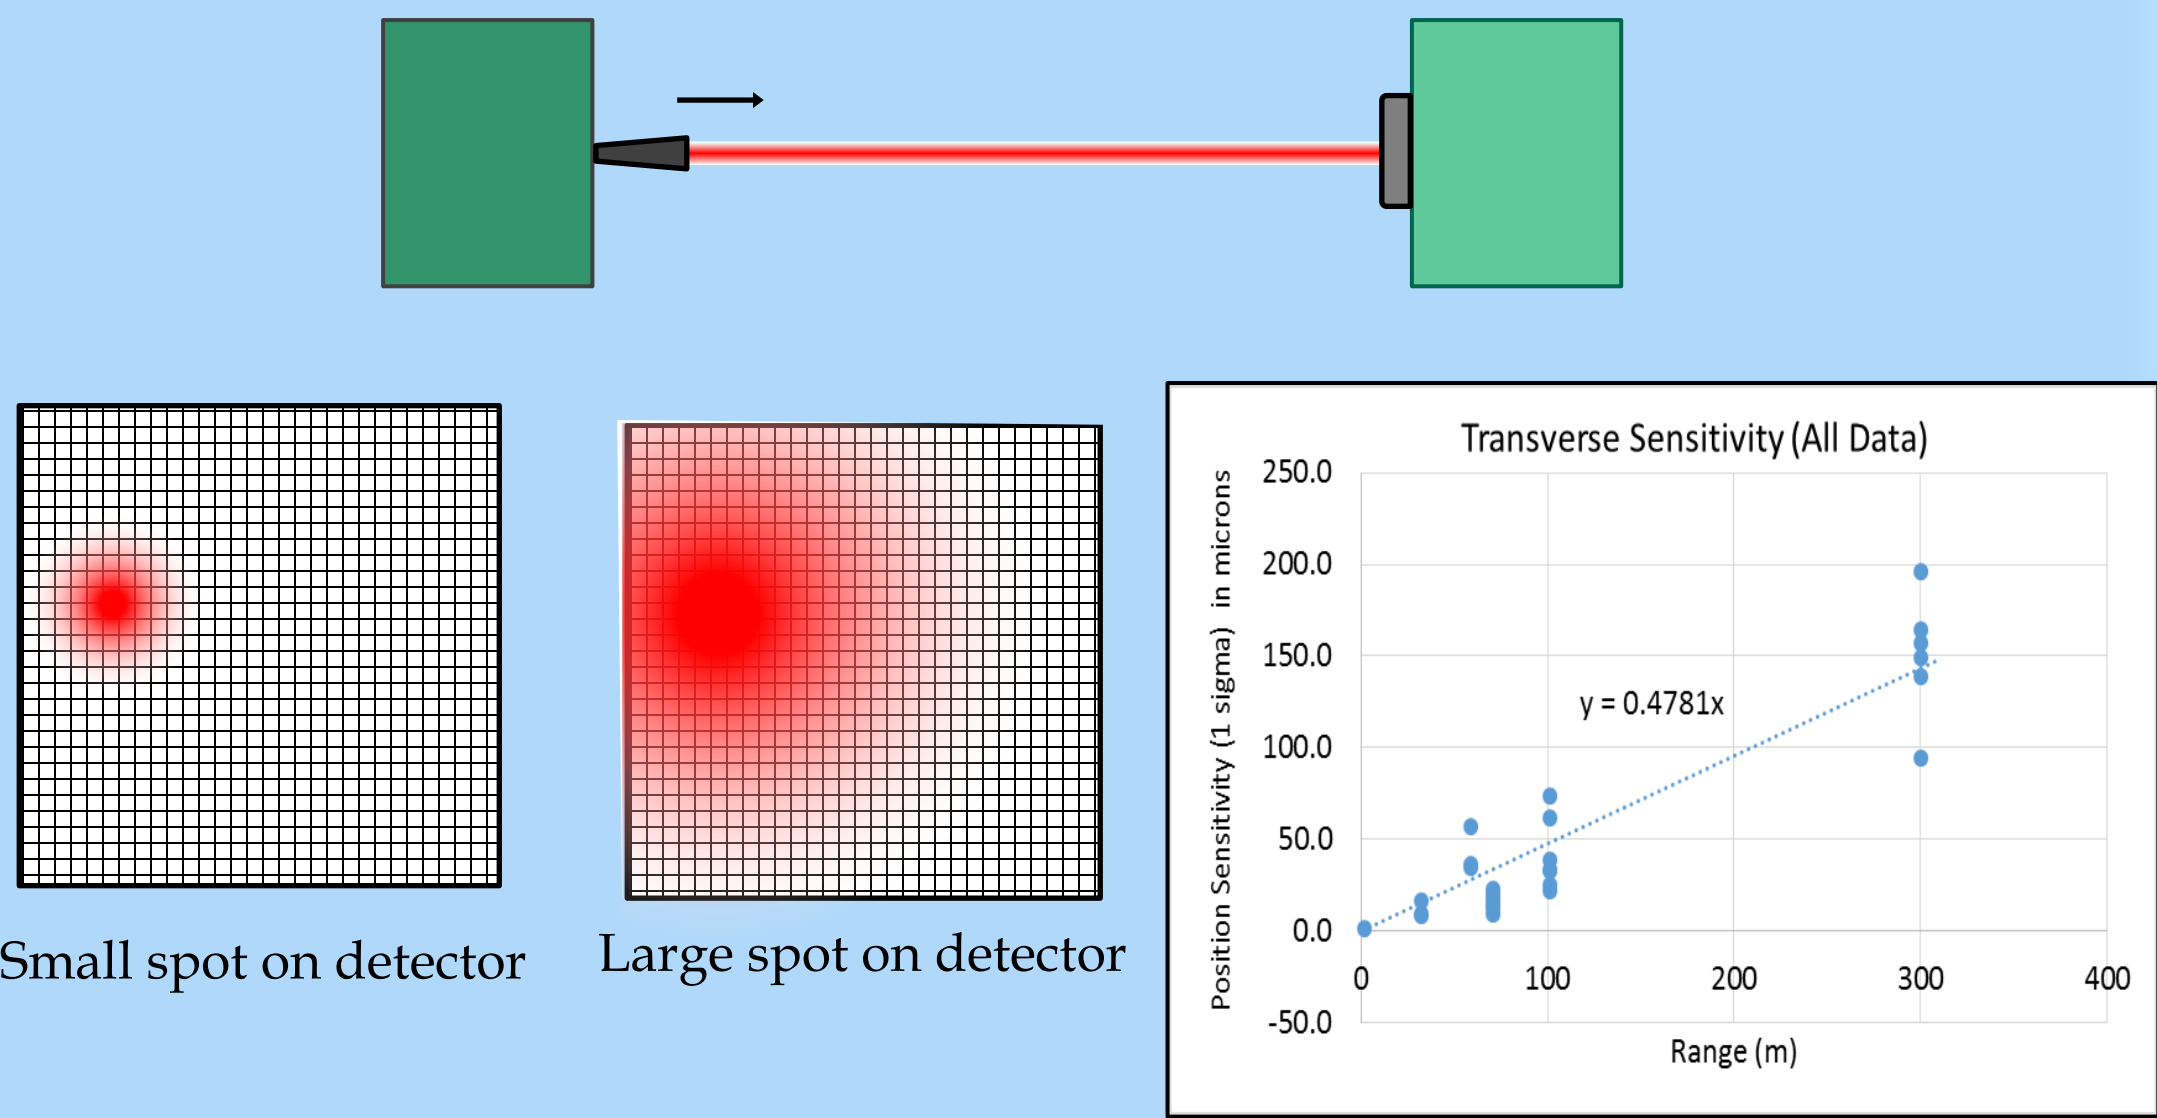 Small spot on detector
Large spot on detector
Transverse Sensitivity (All Data)
Position Sensitivity (1 sigma) in microns
250.0
200.0
150.0
100.0
50.0
0.0
-50.0
y = 0.4781x
0 100 200 300 400
Range (m)